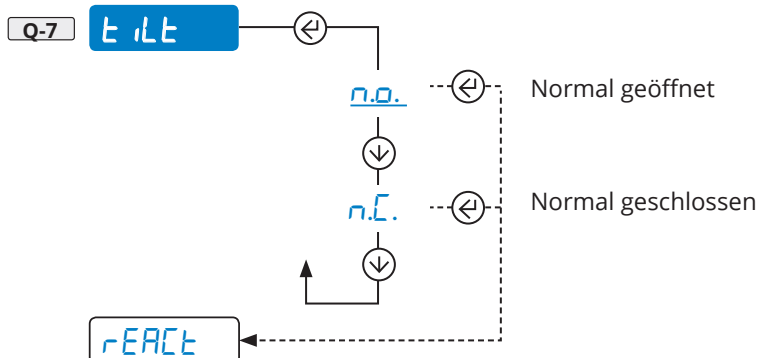 Q-7 tiLt
n.o. Normal geöffnet
n.C. Normal geschlossen
rEACt